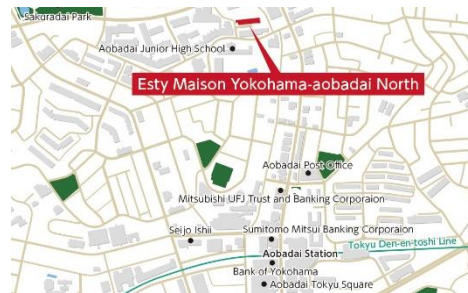 Sakuradai Park
Aobadai Junior High School
Esty Maison Yokohama-aobadai North
Aobadai Post Office
Mitsubishi UFJ Trust and Banking Corporaion
Seijo Ishii
Sumitomo Mitsui Banking Corporaion
Tokyu Den-en-toshi Line
Aobadai Station
Bank of Yokohama
Aobadai Tokyu Square